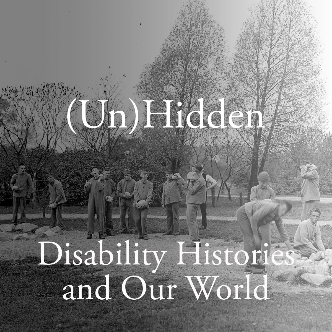 (Un)Hidden
Disability Histories
and Our World